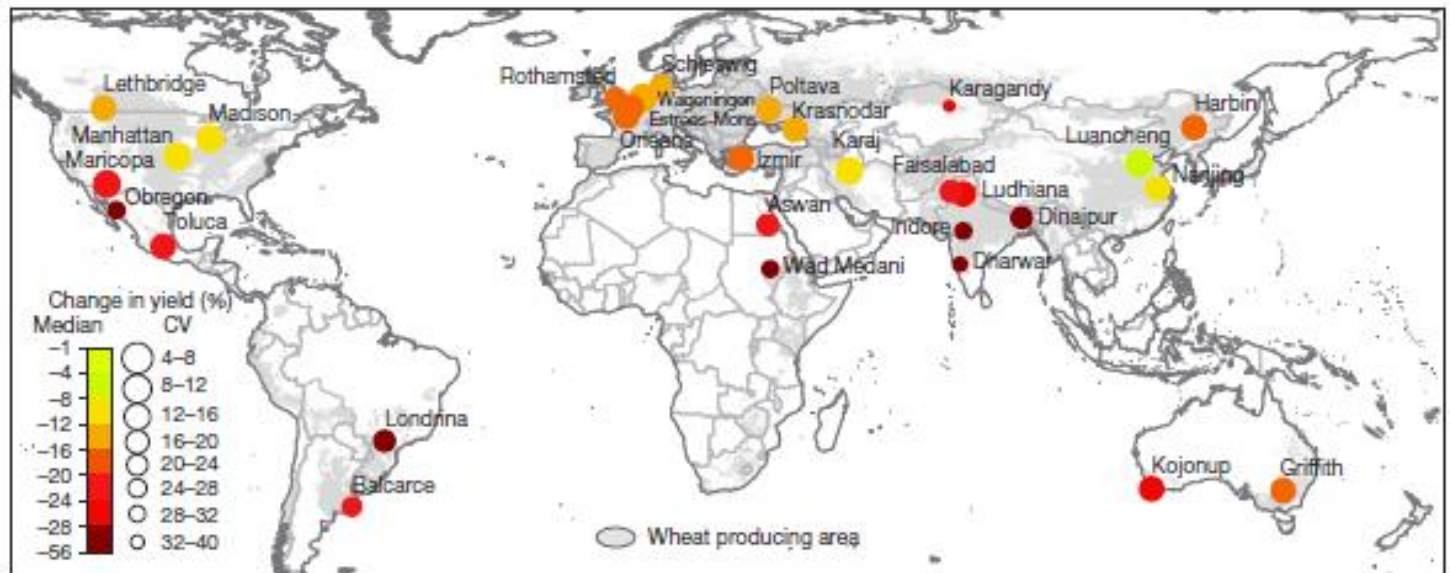 Lethbridge
Madison
Manhattan
Maricopa
Obregon
Toluca
Londrina
Balcarce
Rothamsted
Schleswig
Wageningen
Estrees-Mons
Orleans
Poltava
Krasnodar
Izmir
Karaj
Karagandy
Harbin
Luancheng
Nanjing
Faisalabad
Ludhiana
Dinajpur
Indore
Dharwar
Aswan
Wad Medani
Kojonup
Griffith
Change in yield (%)
Median CV
–1
–4
–8
–12
–16
–20
–24
–28
–56
4–8
8–12
12–16
16–20
20–24
24–28
28–32
32–40
Wheat producing area